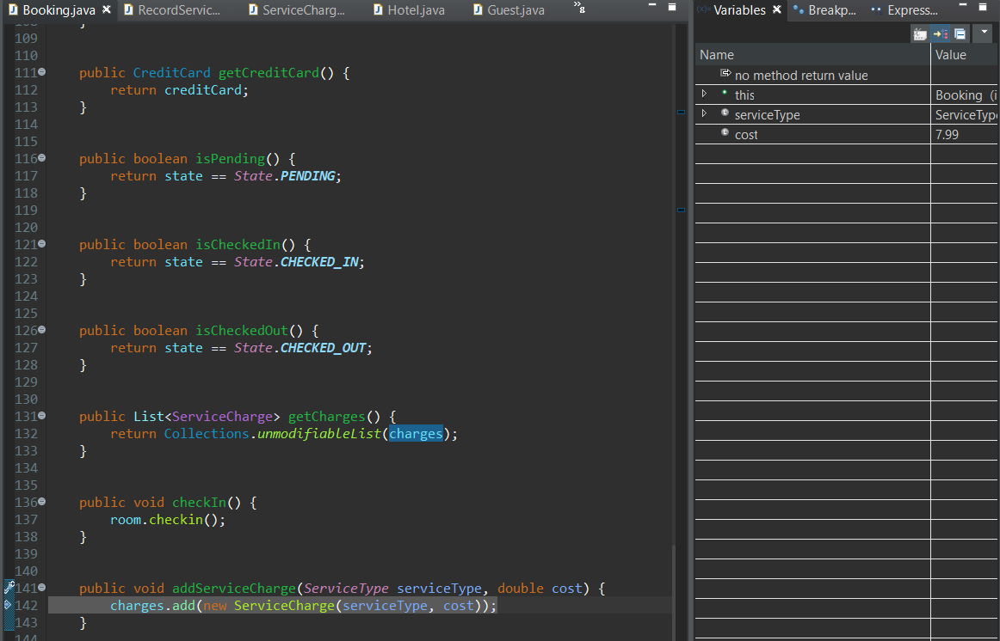 Booking.java RecordServic... ServiceCharg... Hotel.java Guest.java » 8
108 }
109
110
111 public CreditCard getCreditCard() {
112 return creditCard;
113 }
114
115
116 public boolean isPending() {
117 return state == State.PENDING;
118 }
119
120
121 public boolean isCheckedIn() {
122 return state == State.CHECKED_IN;
123 }
124
125
126 public boolean isCheckedOut() {
127 return state == State.CHECKED_OUT;
128 }
129
130
131 public List<ServiceCharge> getCharges() {
132 return Collections.unmodifiableList(charges);
133 }
134
135
136 public void checkIn() {
137 room.checkin();
138 }
139
140
141 public void addServiceCharge(ServiceType serviceType, double cost) {
142 charges.add(new ServiceCharge(serviceType, cost));
143 }
144
(x)= Variables Breakp... Express...
Name Value
no method return value
this Booking (i
serviceType ServiceType
cost 7.99